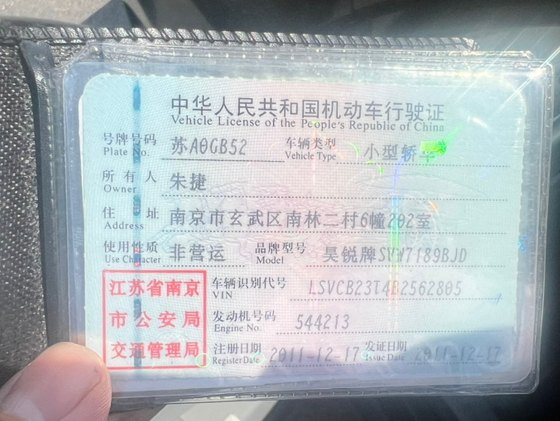 中华人民共和国机动车行驶证
Vehicle License of the People's Republic of China
号牌号码 苏A0GB52 车辆类型 小型轿车
Plate No. Vehicle Type
所有人 朱捷
Owner
住址 南京市玄武区南林二村6幢202室
Address
使用性质 非营运 品牌型号 昊锐牌SVW7189BJD
Use Character Model
江苏省南京 车辆识别代号 LSVCB23T4B2562805
VIN
市公安局 发动机号码 544213
Engine No.
交通管理局 注册日期 2011-12-17 发证日期 2011-12-17
Register Date Issue Date